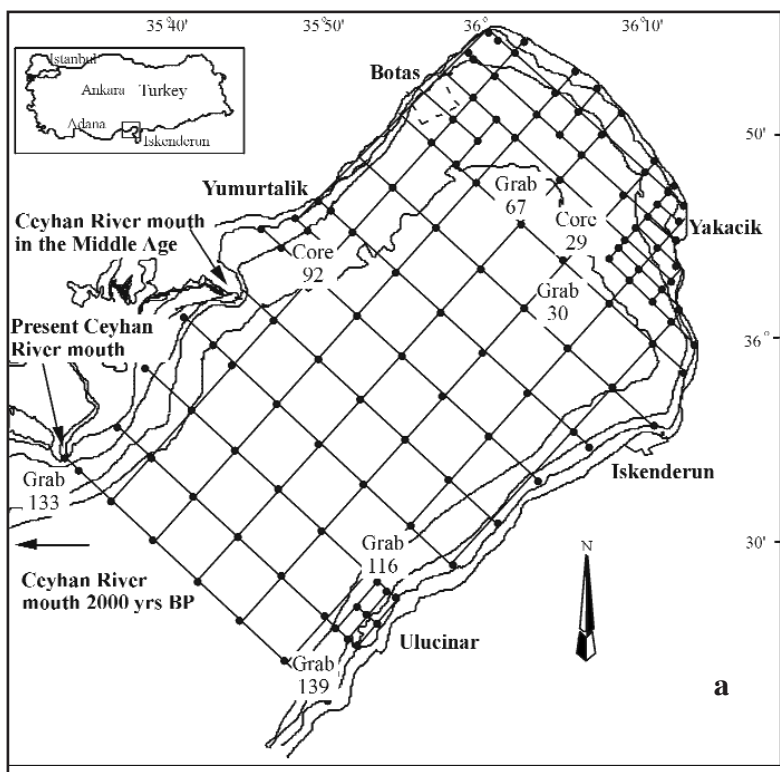 35°40
35°50
36°
36°10
Istanbul
Ankara Turkey
Adana
Iskenderun
Botas
50'
Yumurtalik
Grab
67
Ceyhan River mouth
in the Middle Age
Core
92
Core
29
Yakacik
Grab
30
Present Ceyhan
River mouth
36°
Grab
133
Iskenderun
Grab
116
30'
Ceyhan River
mouth 2000 yrs BP
N
Ulucinar
Grab
139
a